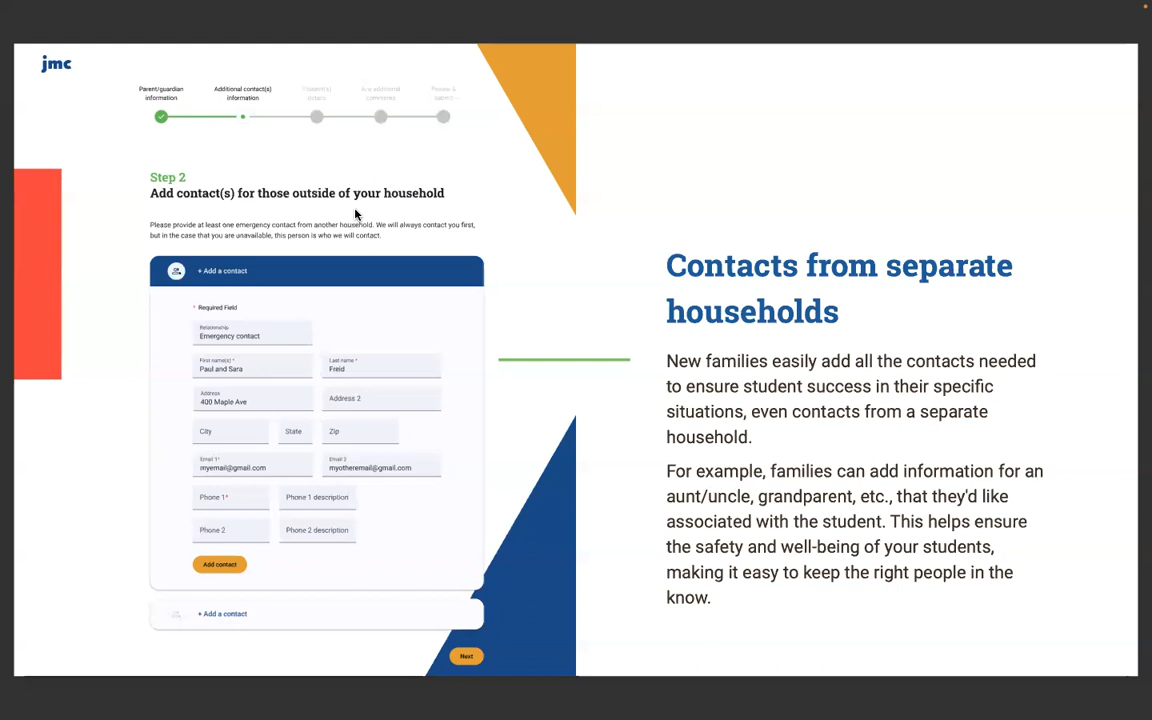 jmc
Parent/guardian
information
Additional contact(s)
information
Student(s)
details
additional
comments
Review &
submit
Step 2
Add contact(s) for those outside of your household
Please provide at least one emergency contact from another household. We will always contact you first,
but in the case that you are unavailable, this person is who we will contact.
+ Add a contact
* Required Field
Relationship
Emergency contact
First name(s) *
Last name *
Paul and Sara
Freid
Address
400 Maple Ave
Address 2
City
State
Zip
Email 1*
Email 2
myemail@gmail.com
myotheremail@gmail.com
Phone 1*
Phone 1 description
Phone 2
Phone 2 description
Add contact
+ Add a contact
Next
Contacts from separate
households
New families easily add all the contacts needed
to ensure student success in their specific
situations, even contacts from a separate
household.
For example, families can add information for an
aunt/uncle, grandparent, etc., that they'd like
associated with the student. This helps ensure
the safety and well-being of your students,
making it easy to keep the right people in the
know.